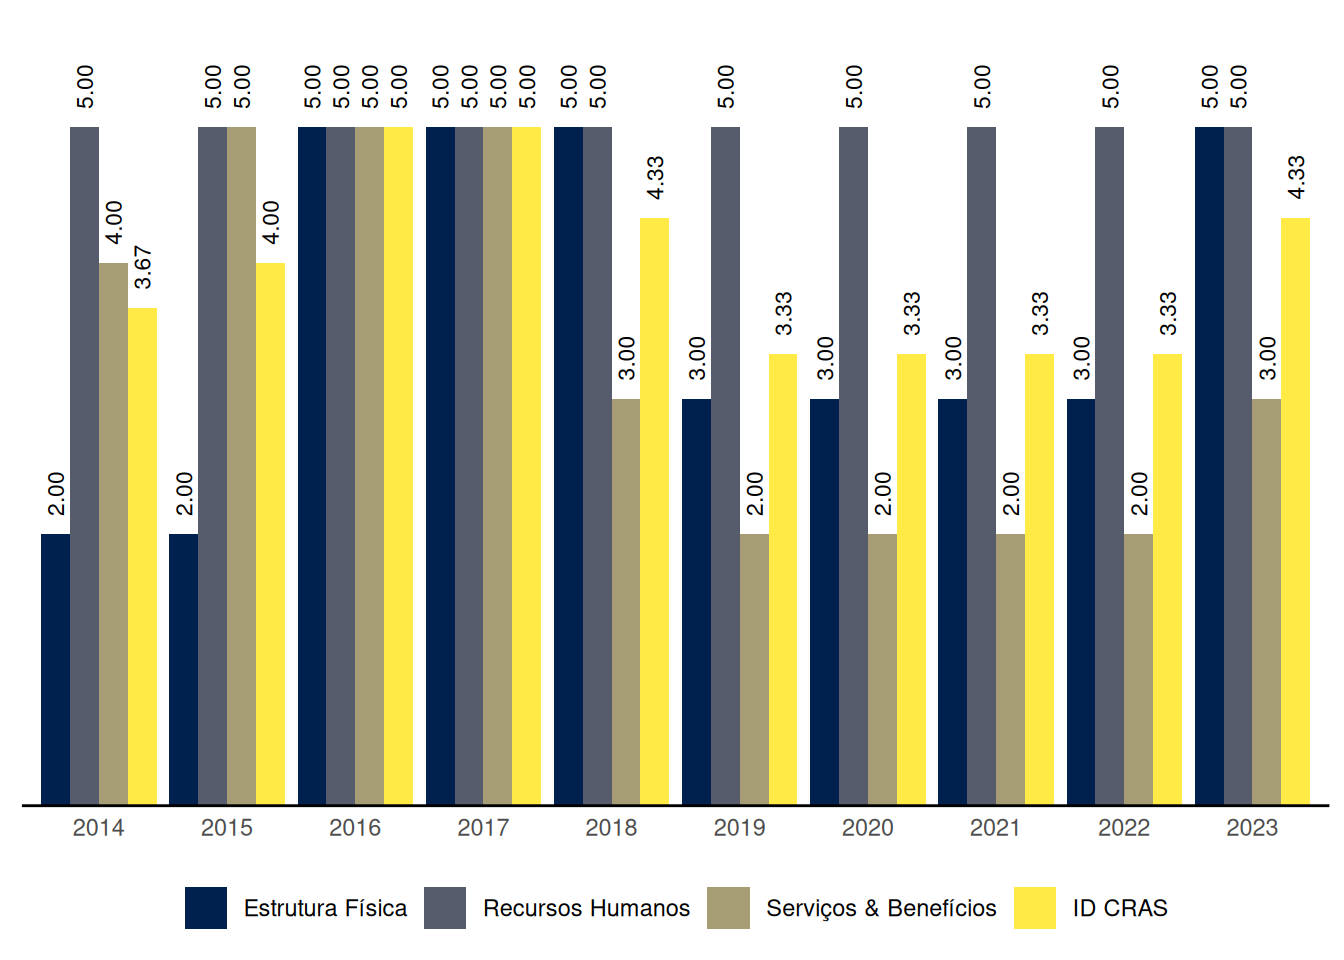 5.00 5.00 5.00 5.00 5.00 5.00 5.00 5.00 5.00 5.00 5.00 5.00 5.00 5.00 5.00 5.00 5.00 5.00 5.00
4.33 4.33
4.00 4.00
3.67
3.33 3.33 3.33 3.33
3.00 3.00 3.00 3.00 3.00 3.00
2.00 2.00 2.00 2.00 2.00 2.00
2014 2015 2016 2017 2018 2019 2020 2021 2022 2023
Estrutura Física Recursos Humanos Serviços & Benefícios ID CRAS